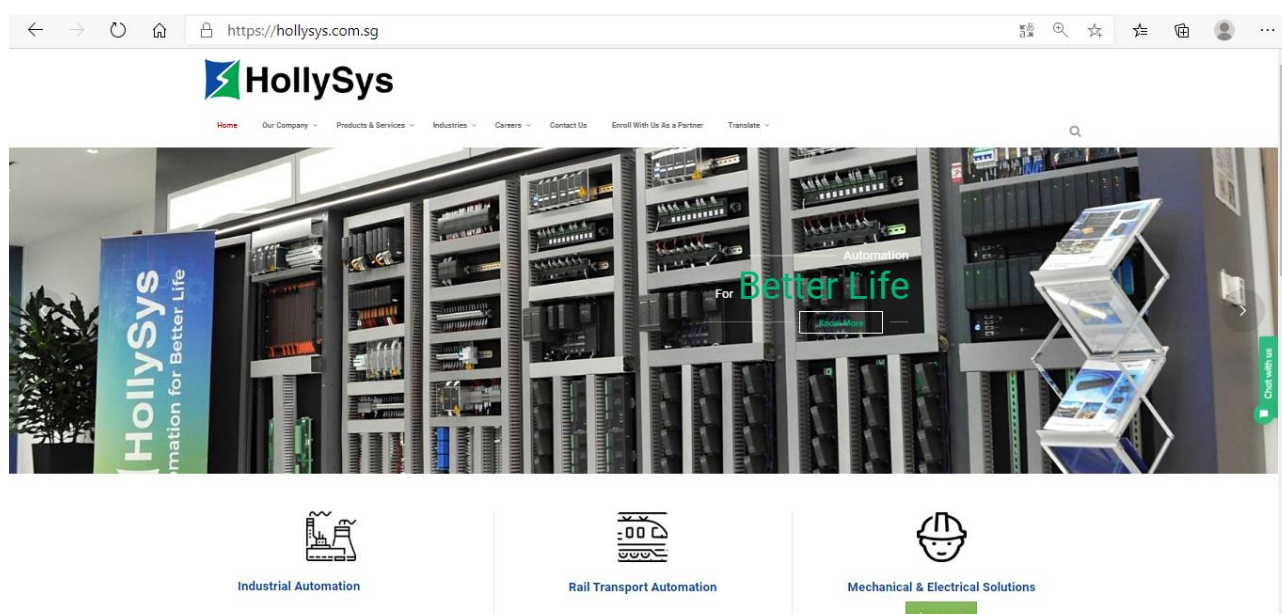 https://hollysys.com.sg
HollySys
Home Our Company Products & Services Industries Careers Contact Us Enroll With Us As a Partner Translate
HollySys
omation for Better Life
Automation
For Better Life
Know More
Chat with us
Industrial Automation
Rail Transport Automation
Mechanical & Electrical Solutions